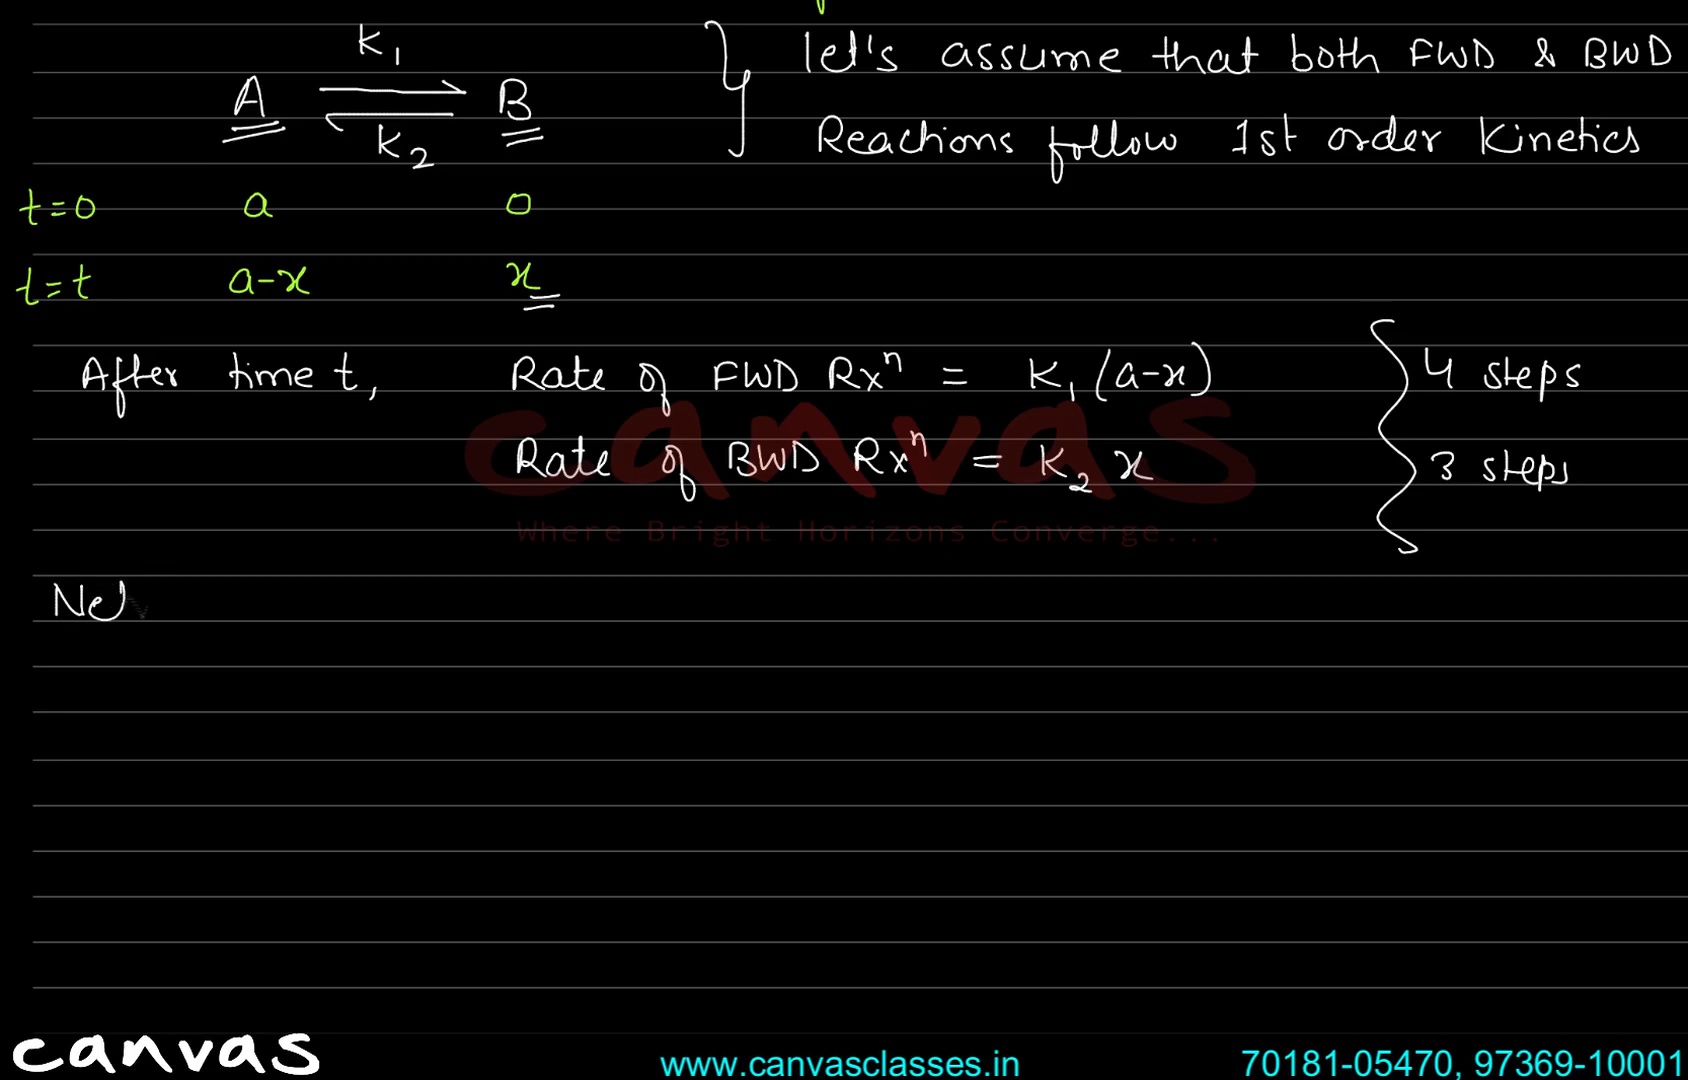 K₁
A ⇌ B
K₂
let's assume that both FWD & BWD
Reactions follow 1st order Kinetics
t=0 a 0
t=t a-x x
After time t, Rate of FWD Rxⁿ = K₁(a-x) 4 steps
Rate of BWD Rxⁿ = K₂ x 3 steps
canvas
Where Bright Horizons Converge...
Net
canvas
www.canvasclasses.in
70181-05470, 97369-10001